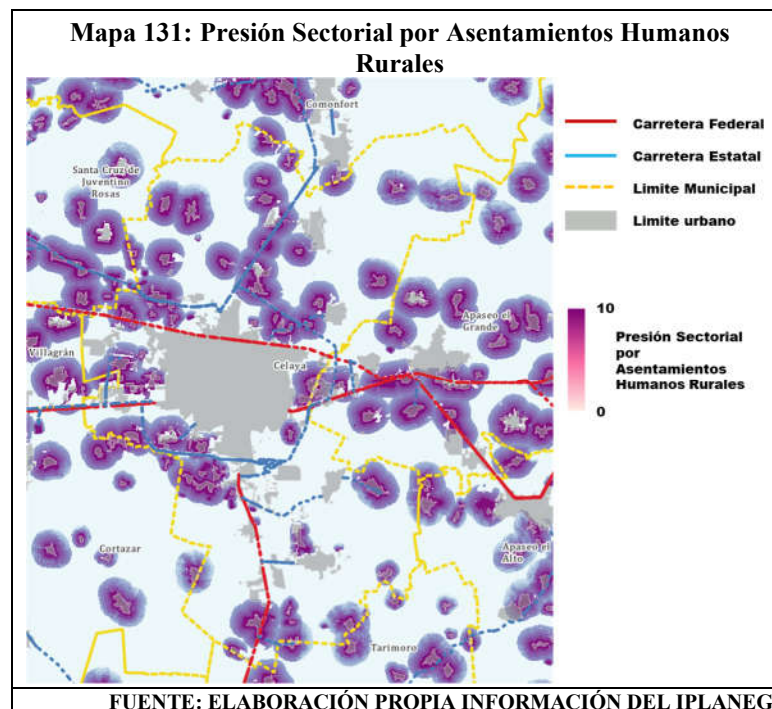 Mapa 131: Presión Sectorial por Asentamientos Humanos
Rurales
Comonfort
Santa Cruz de
Juventino
Rosas
Apaseo el
Grande
Villagrán
Celaya
Cortazar
Apaseo el
Alto
Tarimoro
Carretera Federal
Carretera Estatal
Limite Municipal
Limite urbano
10
Presión Sectorial
por
Asentamientos
Humanos Rurales
0
FUENTE: ELABORACIÓN PROPIA INFORMACIÓN DEL IPLANEG